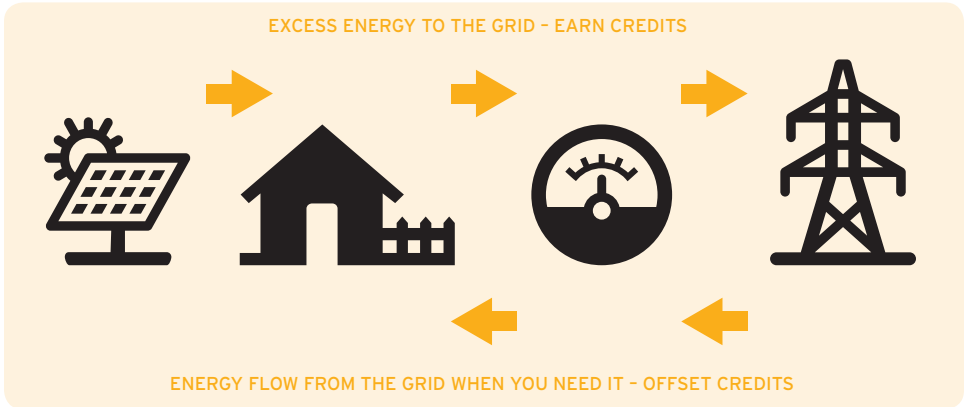 EXCESS ENERGY TO THE GRID – EARN CREDITS
ENERGY FLOW FROM THE GRID WHEN YOU NEED IT – OFFSET CREDITS